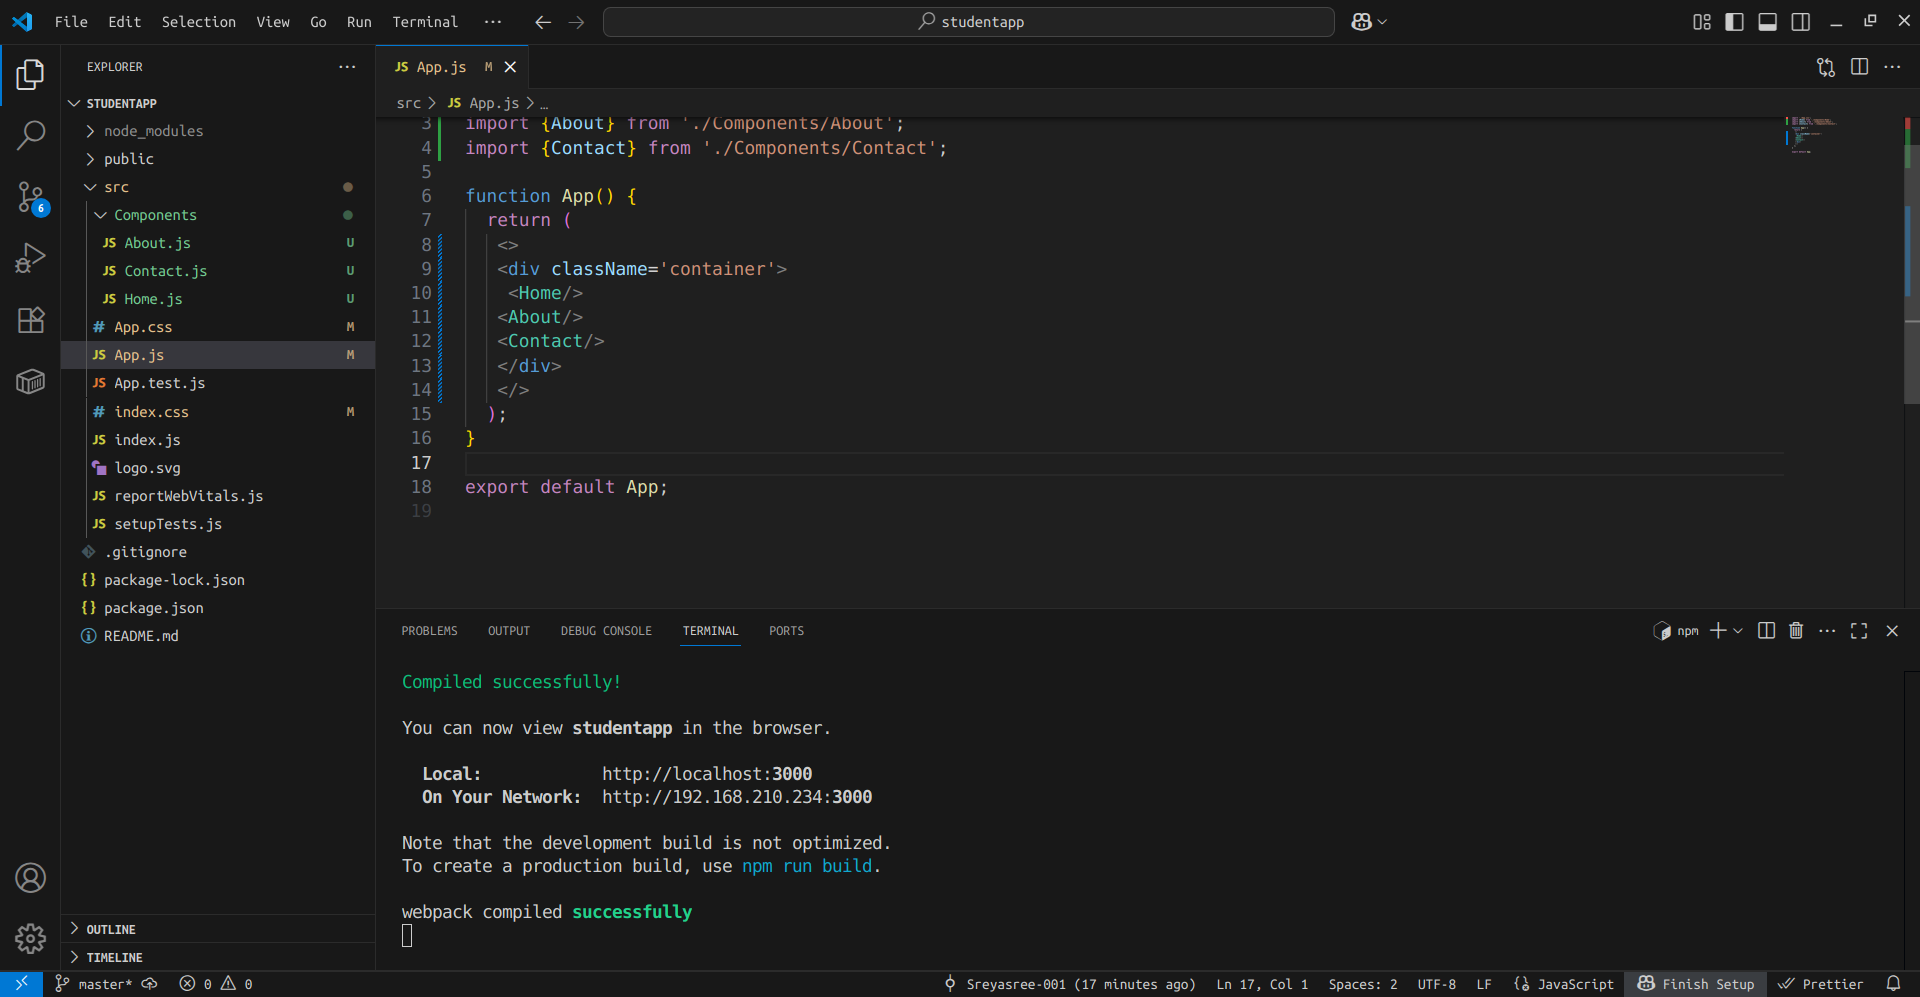 File Edit Selection View Go Run Terminal ··· studentapp
EXPLORER ···
STUDENTAPP
node_modules
public
src
Components
JS About.js U
JS Contact.js U
JS Home.js U
# App.css M
JS App.js M
JS App.test.js
# index.css M
JS index.js
logo.svg
JS reportWebVitals.js
JS setupTests.js
.gitignore
{} package-lock.json
{} package.json
README.md
OUTLINE
TIMELINE
6
JS App.js M
src > JS App.js > …
3 import {About} from './Components/About';
4 import {Contact} from './Components/Contact';
5
6 function App() {
7 return (
8 <>
9 <div className='container'>
10 <Home/>
11 <About/>
12 <Contact/>
13 </div>
14 </>
15 );
16 }
17
18 export default App;
19
PROBLEMS OUTPUT DEBUG CONSOLE TERMINAL PORTS npm
Compiled successfully!
You can now view studentapp in the browser.
Local: http://localhost:3000
On Your Network: http://192.168.210.234:3000
Note that the development build is not optimized.
To create a production build, use npm run build.
webpack compiled successfully
master* 0 0 Sreyasree-001 (17 minutes ago) Ln 17, Col 1 Spaces: 2 UTF-8 LF {} JavaScript Finish Setup Prettier